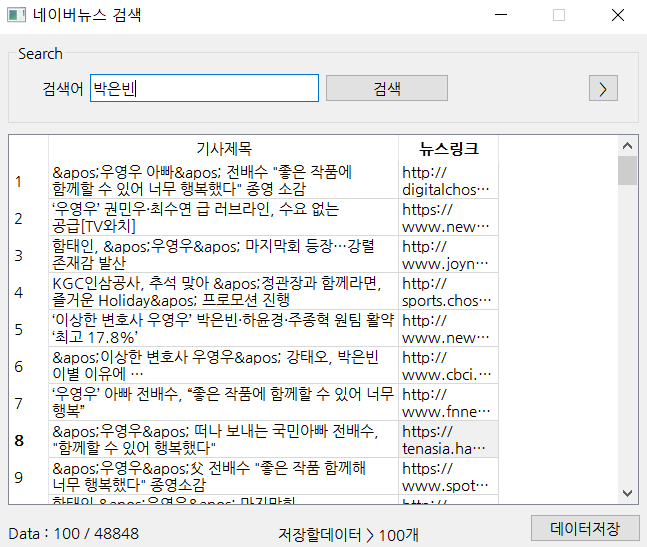 네이버뉴스 검색
Search
검색어 박은빈 검색 >
기사제목 뉴스링크
1 &apos;우영우 아빠&apos; 전배수 "좋은 작품에 http://
함께할 수 있어 너무 행복했다" 종영 소감 digitalchos…
2 ‘우영우’ 권민우·최수연 급 러브라인, 수요 없는 https://
공급[TV와치] www.new…
3 함태인, &apos;우영우&apos; 마지막회 등장…강렬 http://
존재감 발산 www.joyn…
4 KGC인삼공사, 추석 맞아 &apos;정관장과 함께라면, http://
즐거운 Holiday&apos; 프로모션 진행 sports.chos…
5 ‘이상한 변호사 우영우’ 박은빈·하윤경·주종혁 원팀 활약 https://
‘최고 17.8%’ www.new…
6 &apos;이상한 변호사 우영우&apos; 강태오, 박은빈 http://
이별 이유에 … www.cbci.…
7 ‘우영우’ 아빠 전배수, “좋은 작품에 함께할 수 있어 너무 http://
행복” www.fnne…
8 &apos;우영우&apos; 떠나 보내는 국민아빠 전배수, https://
"함께할 수 있어 행복했다" tenasia.ha…
9 &apos;우영우&apos;父 전배수 "좋은 작품 함께해 https://
너무 행복했다" 종영소감 www.spot…
함태인 &apos;우영우&apos; 마지막회 http://
Data : 100 / 48848 저장할데이터 > 100개 데이터저장